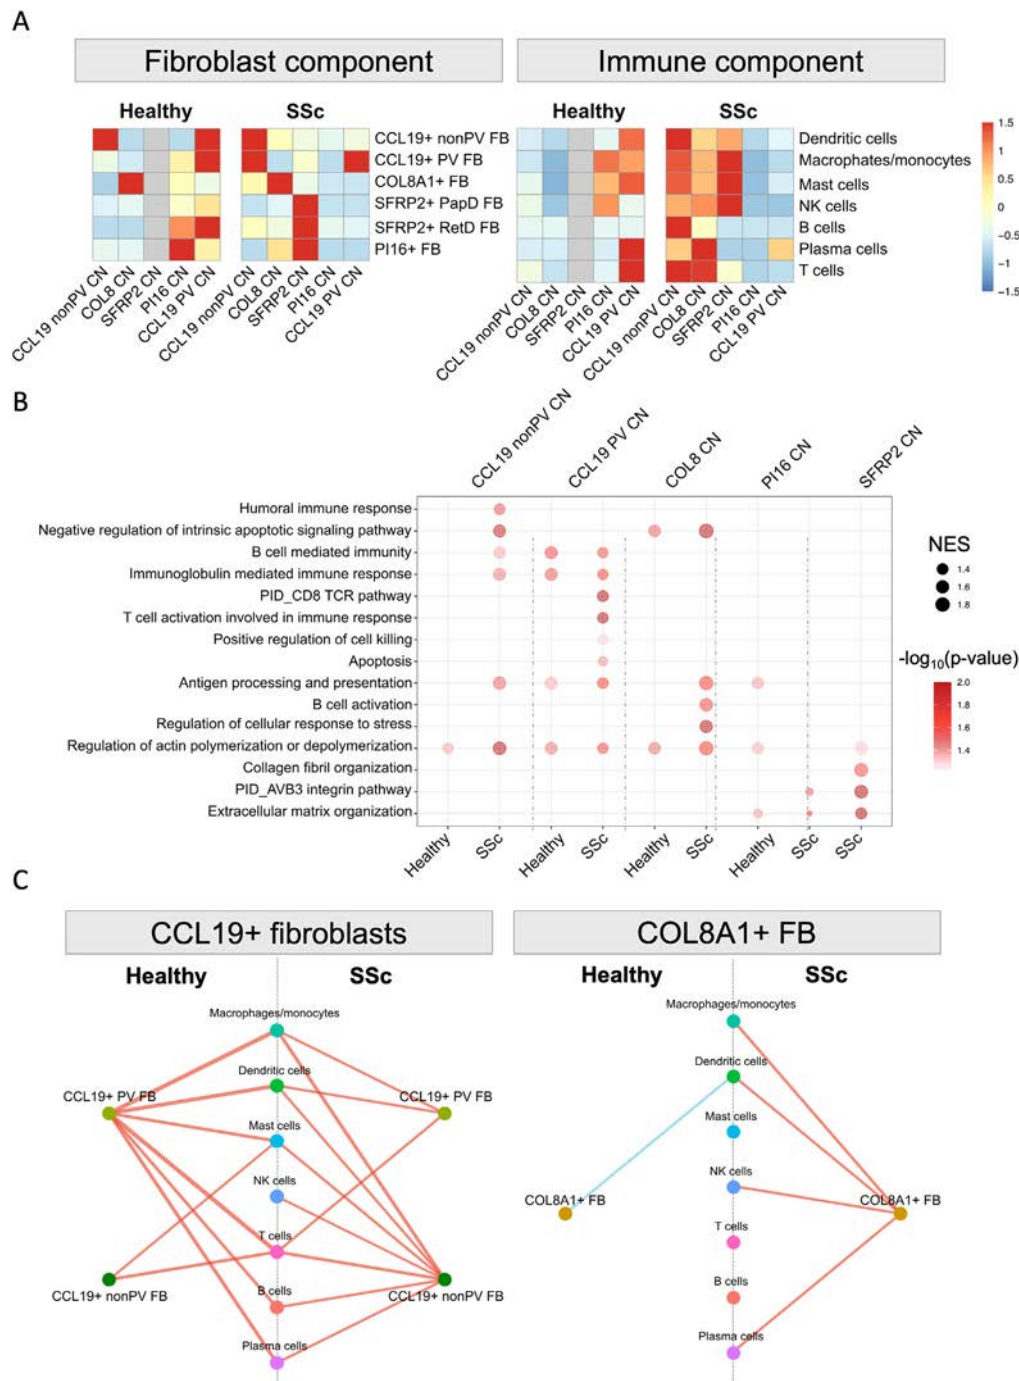 A
Fibroblast component
Immune component
Healthy
SSc
Healthy
SSc
CCL19+ nonPV FB
CCL19+ PV FB
COL8A1+ FB
SFRP2+ PapD FB
SFRP2+ RetD FB
PI16+ FB
Dendritic cells
Macrophates/monocytes
Mast cells
NK cells
B cells
Plasma cells
T cells
1.5
1
0.5
0
−0.5
−1
−1.5
CCL19 nonPV CN
COL8 CN
SFRP2 CN
PI16 CN
CCL19 PV CN
CCL19 nonPV CN
COL8 CN
SFRP2 CN
PI16 CN
CCL19 PV CN
CCL19 nonPV CN
COL8 CN
SFRP2 CN
PI16 CN
CCL19 PV CN
CCL19 nonPV CN
COL8 CN
SFRP2 CN
PI16 CN
CCL19 PV CN
B
CCL19 nonPV CN
CCL19 PV CN
COL8 CN
PI16 CN
SFRP2 CN
Humoral immune response
Negative regulation of intrinsic apoptotic signaling pathway
B cell mediated immunity
Immunoglobulin mediated immune response
PID_CD8 TCR pathway
T cell activation involved in immune response
Positive regulation of cell killing
Apoptosis
Antigen processing and presentation
B cell activation
Regulation of cellular response to stress
Regulation of actin polymerization or depolymerization
Collagen fibril organization
PID_AVB3 integrin pathway
Extracellular matrix organization
Healthy
SSc
Healthy
SSc
Healthy
SSc
Healthy
SSc
SSc
NES
1.4
1.6
1.8
-log10(p-value)
2.0
1.8
1.6
1.4
C
CCL19+ fibroblasts
Healthy
SSc
Macrophages/monocytes
Dendritic cells
CCL19+ PV FB
CCL19+ PV FB
Mast cells
NK cells
T cells
B cells
CCL19+ nonPV FB
CCL19+ nonPV FB
Plasma cells
COL8A1+ FB
Healthy
SSc
Macrophages/monocytes
Dendritic cells
Mast cells
NK cells
COL8A1+ FB
COL8A1+ FB
T cells
B cells
Plasma cells